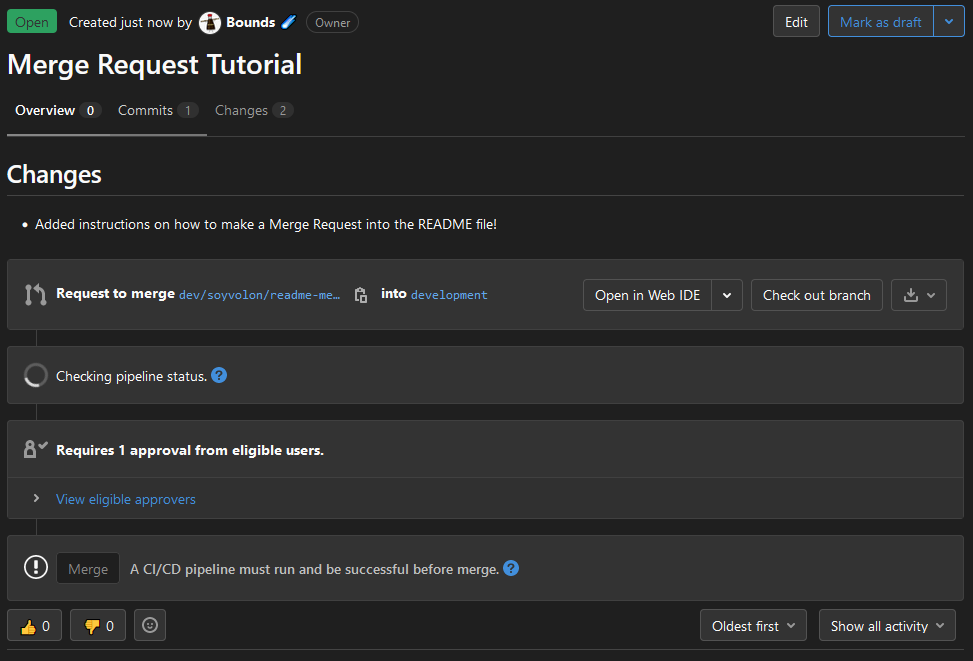 Open Created just now by Bounds Owner Edit Mark as draft
Merge Request Tutorial
Overview 0 Commits 1 Changes 2
Changes
• Added instructions on how to make a Merge Request into the README file!
Request to merge dev/soyvolon/readme-me… into development Open in Web IDE Check out branch
Checking pipeline status. ?
Requires 1 approval from eligible users.
View eligible approvers
Merge A CI/CD pipeline must run and be successful before merge. ?
👍 0 👎 0 Oldest first Show all activity